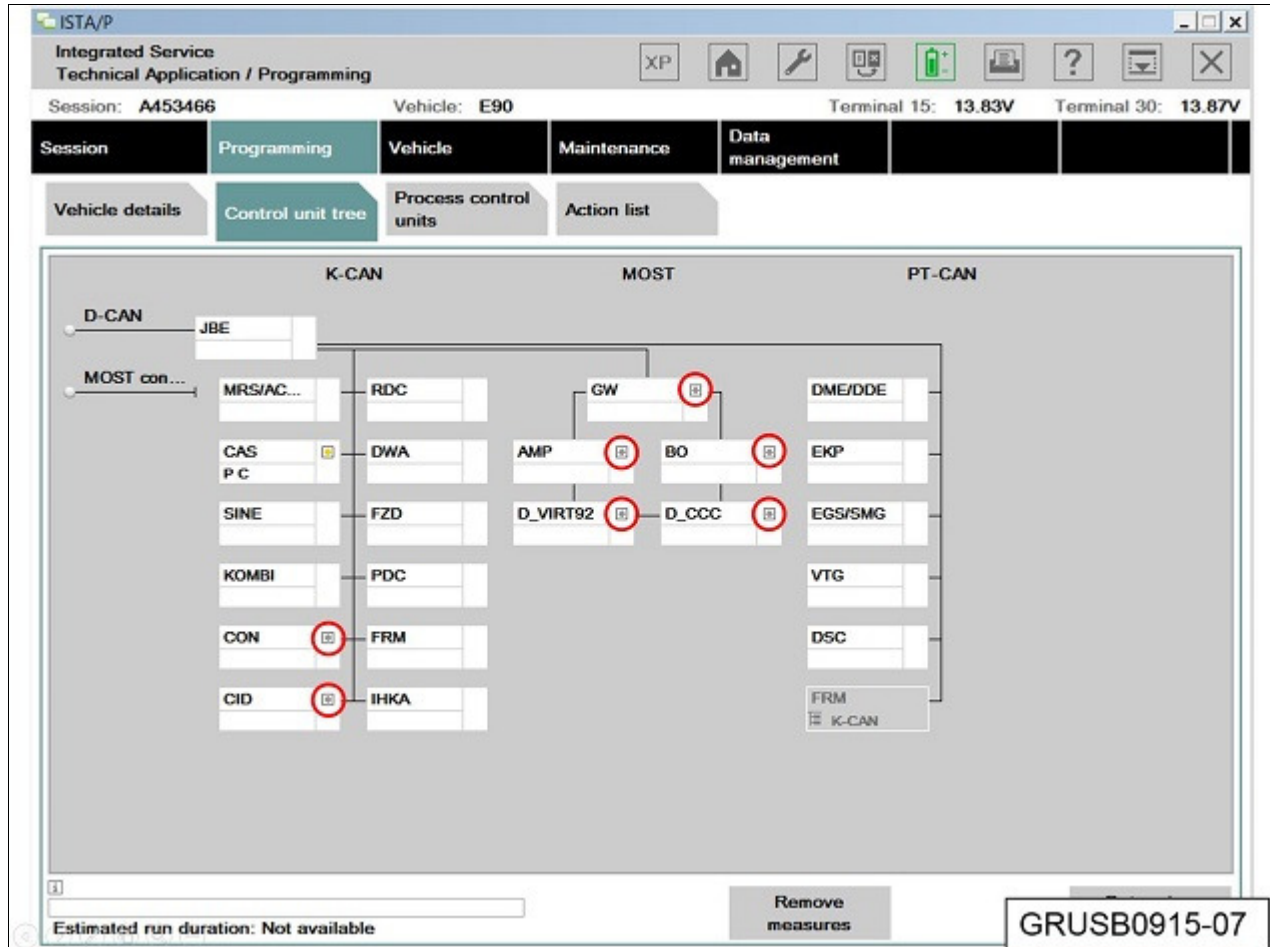 ISTA/P
Integrated Service
Technical Application / Programming
XP
Session: A453466 Vehicle: E90 Terminal 15: 13.83V Terminal 30: 13.87V
Session Programming Vehicle Maintenance Data management
Vehicle details Control unit tree Process control units Action list
K-CAN MOST PT-CAN
D-CAN
JBE
MOST con...
MRS/AC... RDC GW DME/DDE
CAS DWA AMP BO EKP
P C
SINE FZD D_VIRT92 D_CCC EGS/SMG
KOMBI PDC VTG
CON FRM DSC
CID IHKA FRM
K-CAN
Remove measures
Estimated run duration: Not available
GRUSB0915-07